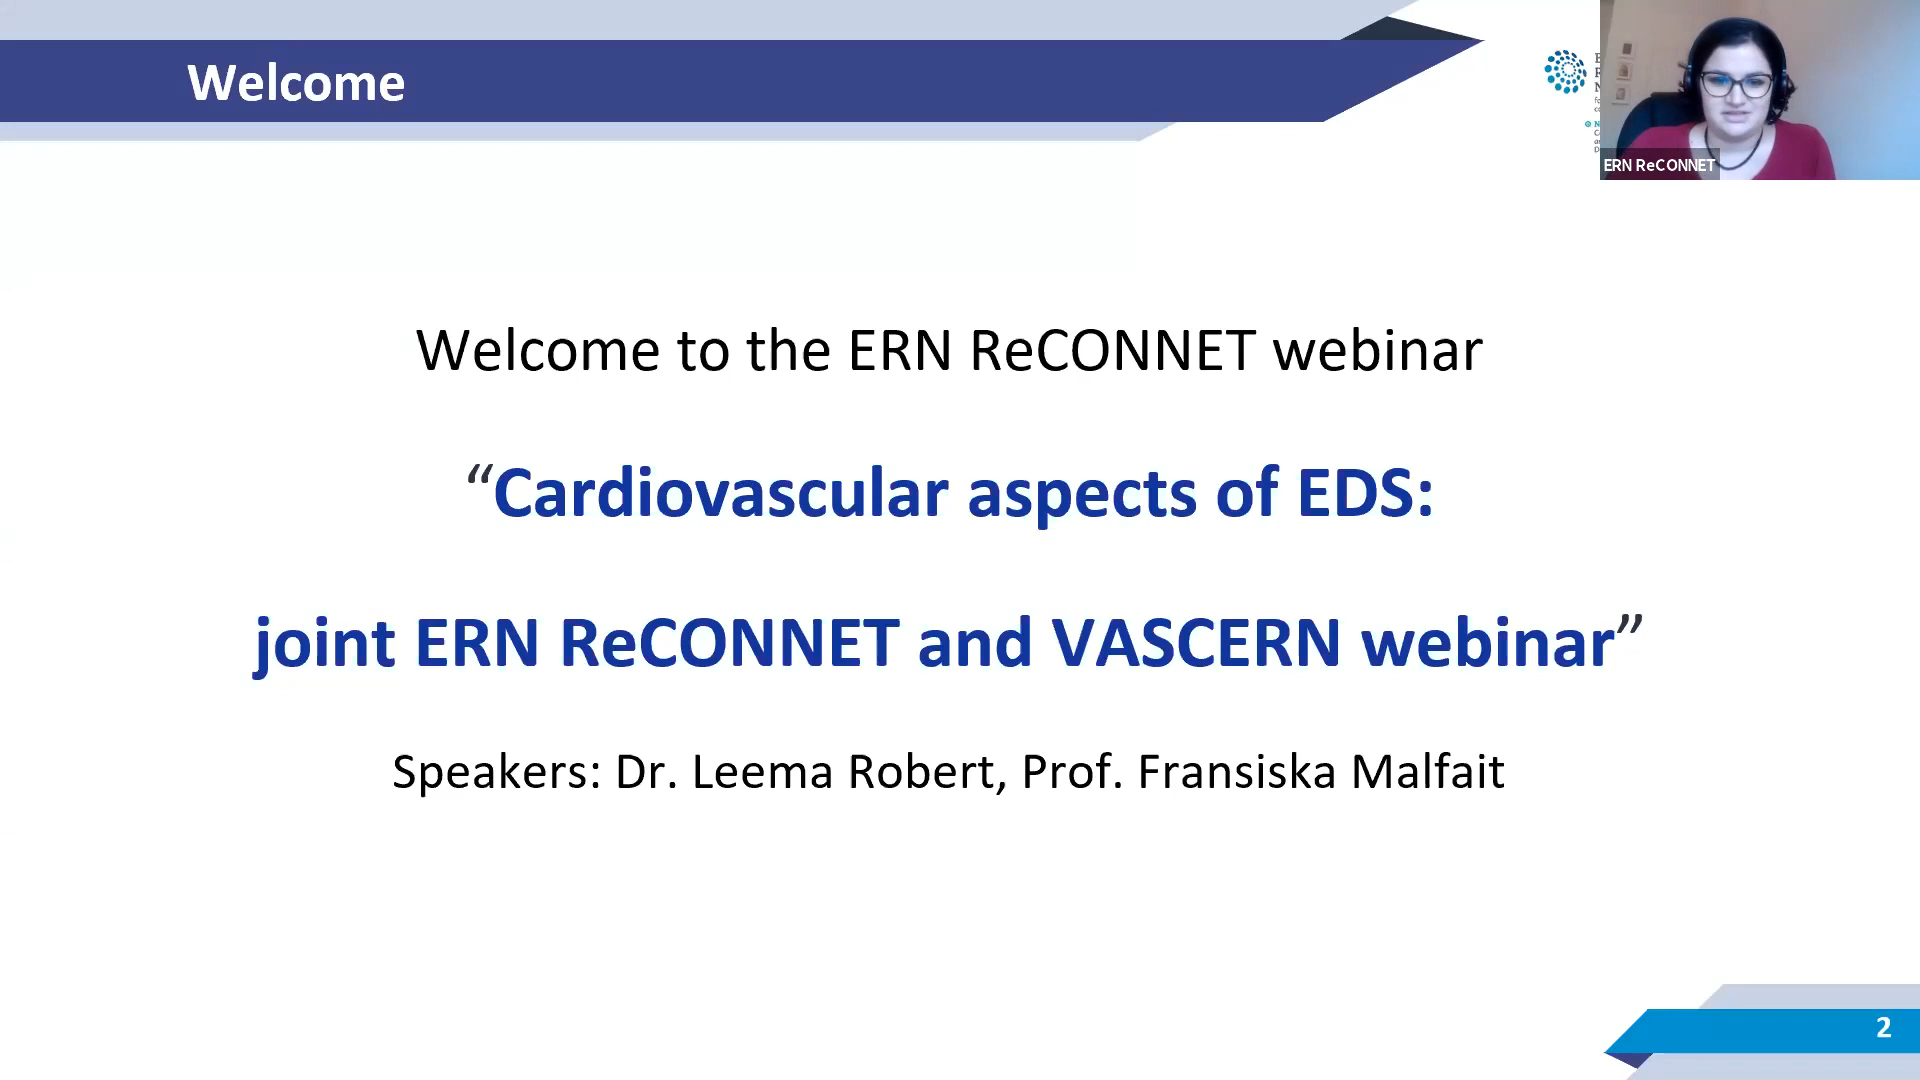 Welcome
ERN ReCONNET
Welcome to the ERN ReCONNET webinar
“Cardiovascular aspects of EDS:
joint ERN ReCONNET and VASCERN webinar”
Speakers: Dr. Leema Robert, Prof. Fransiska Malfait
2